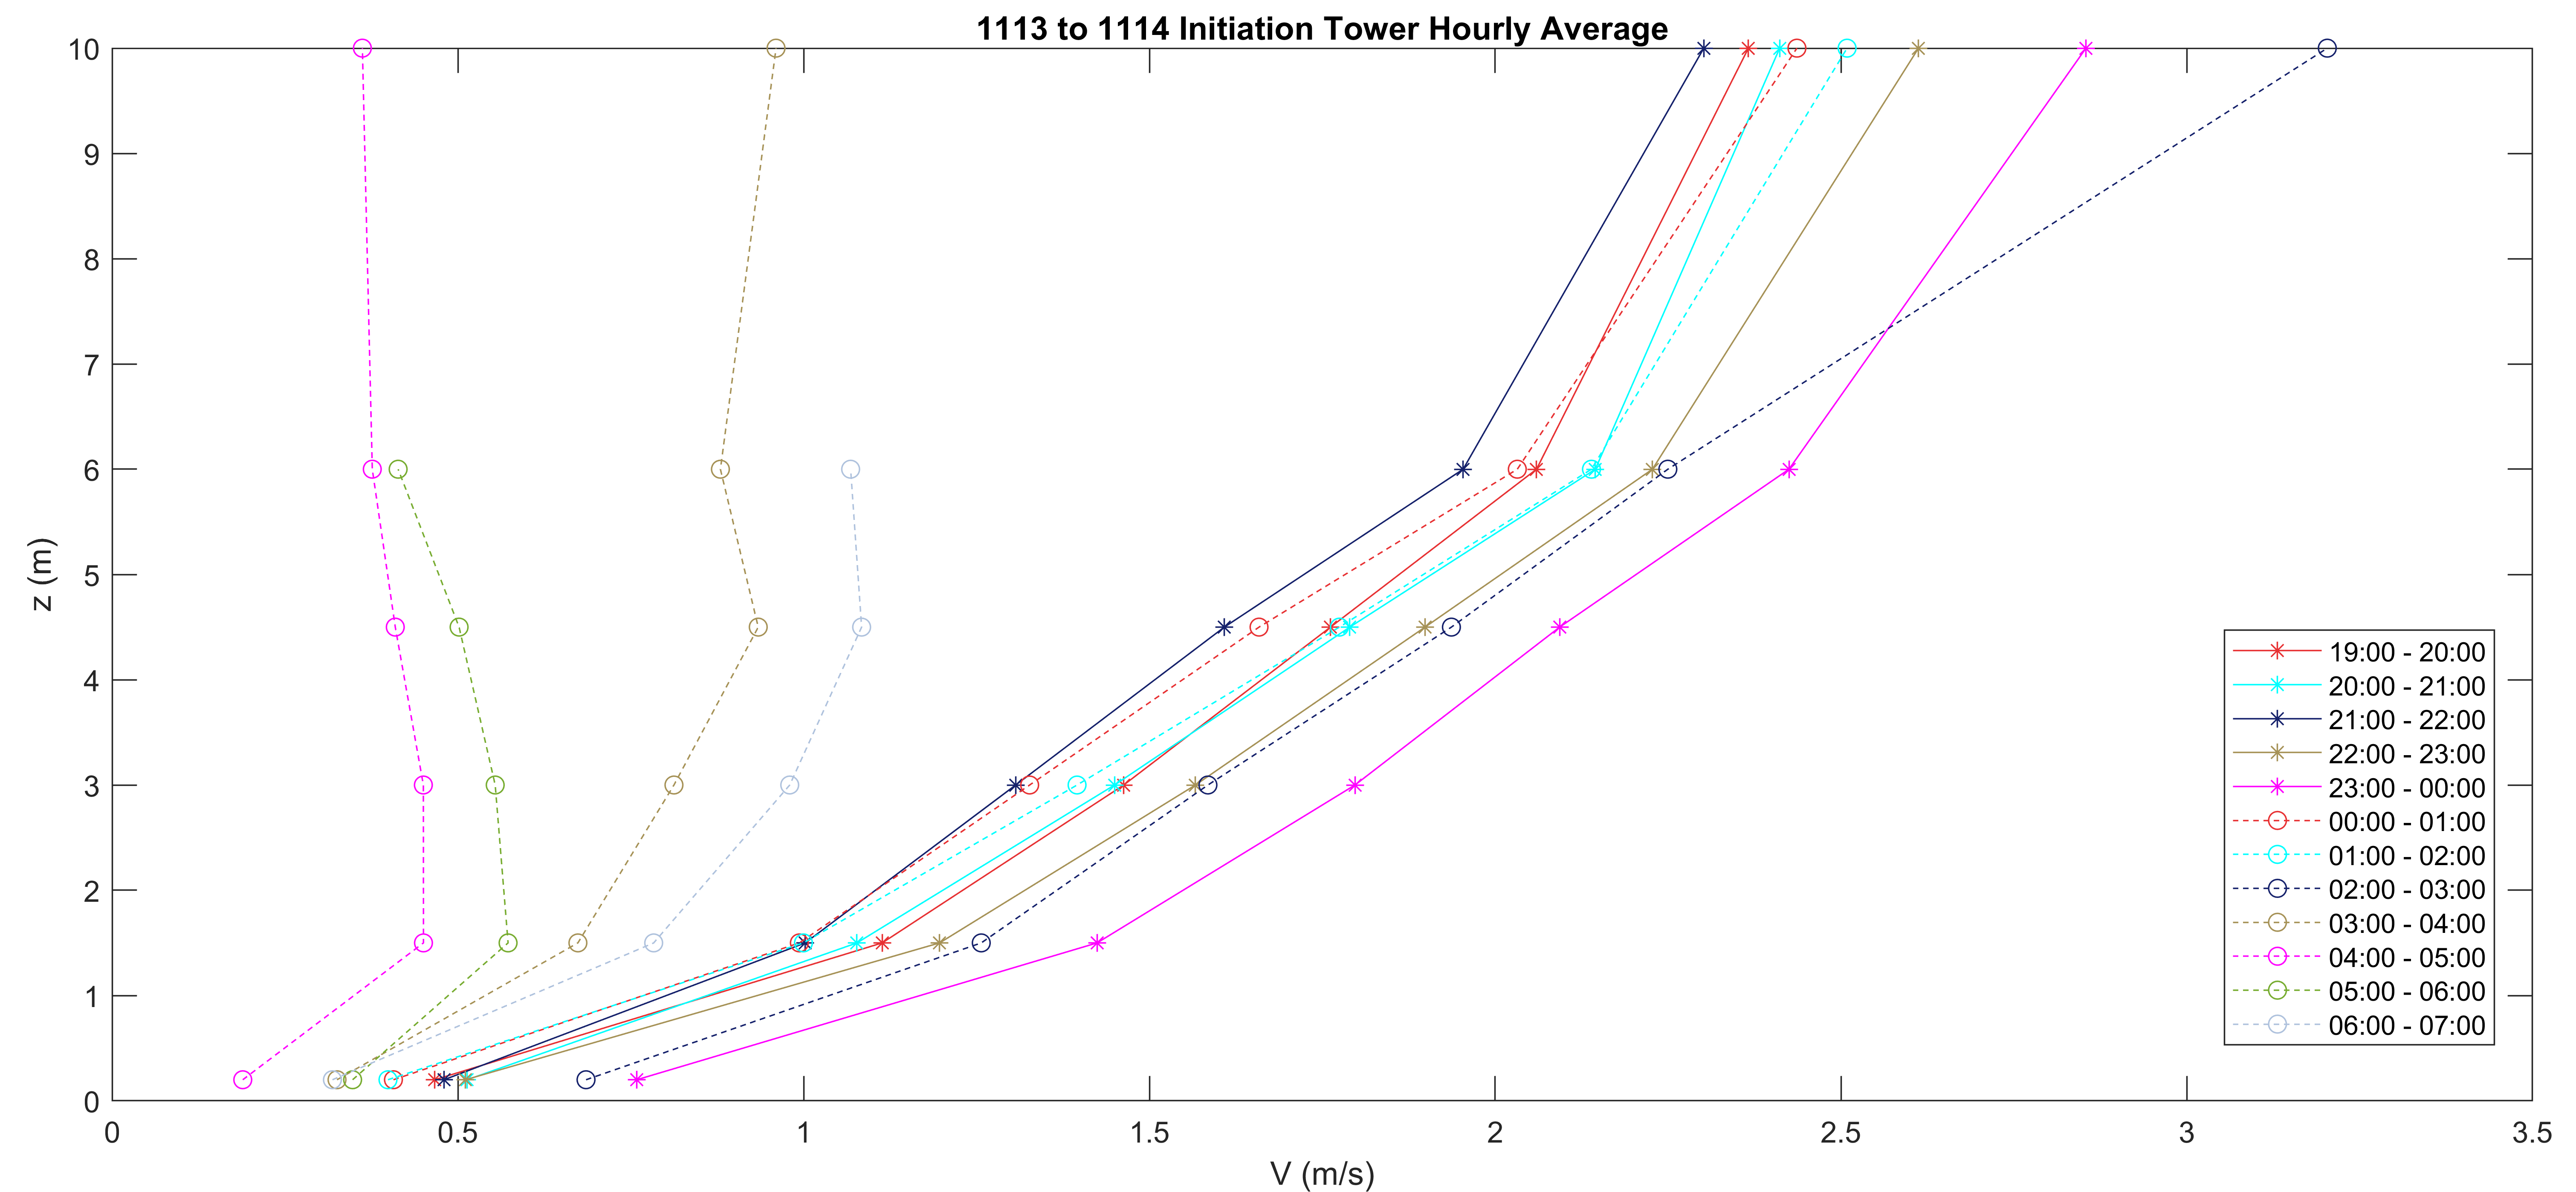 1113 to 1114 Initiation Tower Hourly Average
10
9
8
7
6
5
4
3
2
1
0
z (m)
0 0.5 1 1.5 2 2.5 3 3.5
V (m/s)
19:00 - 20:00
20:00 - 21:00
21:00 - 22:00
22:00 - 23:00
23:00 - 00:00
00:00 - 01:00
01:00 - 02:00
02:00 - 03:00
03:00 - 04:00
04:00 - 05:00
05:00 - 06:00
06:00 - 07:00